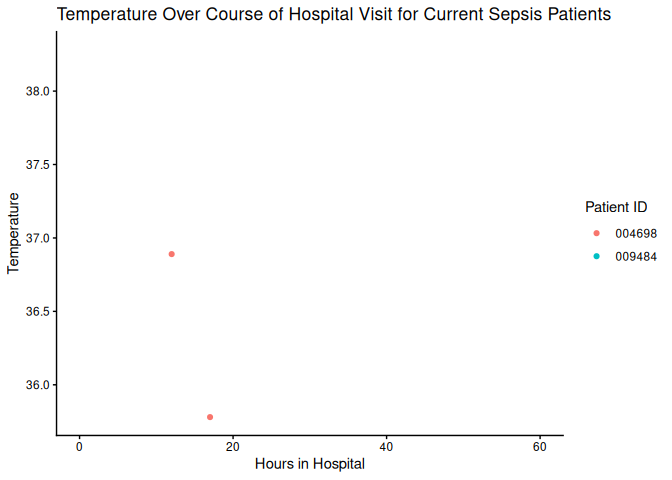 Temperature Over Course of Hospital Visit for Current Sepsis Patients
38.0
37.5
37.0
36.5
36.0
Temperature
0 20 40 60
Hours in Hospital
Patient ID
004698
009484